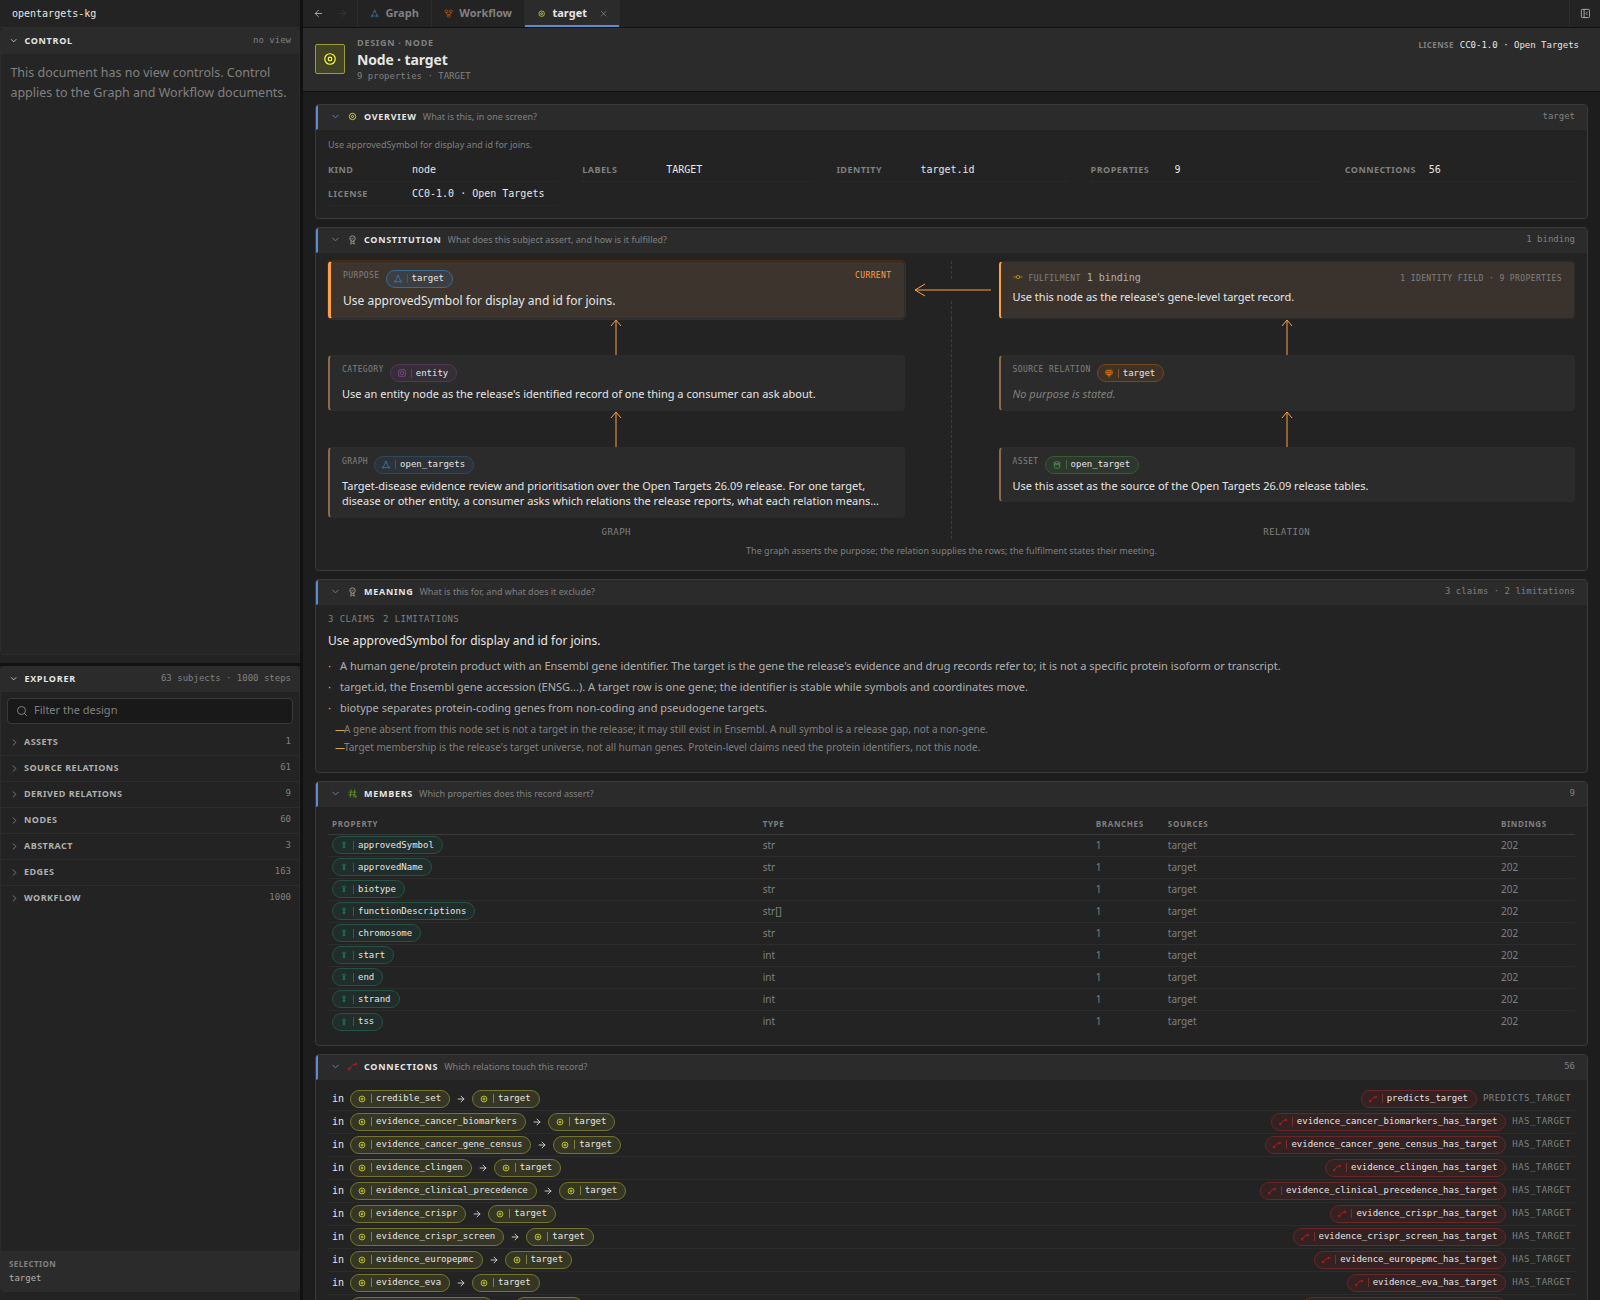 opentargets-kg
Graph
Workflow
target
CONTROL
no view
This document has no view controls. Control
applies to the Graph and Workflow documents.
DESIGN · NODE
Node · target
9 properties · TARGET
LICENSE CC0-1.0 · Open Targets
OVERVIEW What is this, in one screen?
target
Use approvedSymbol for display and id for joins.
KIND node
LABELS TARGET
IDENTITY target.id
PROPERTIES 9
CONNECTIONS 56
LICENSE CC0-1.0 · Open Targets
CONSTITUTION What does this subject assert, and how is it fulfilled?
1 binding
PURPOSE target
CURRENT
Use approvedSymbol for display and id for joins.
FULFILMENT 1 binding
1 IDENTITY FIELD · 9 PROPERTIES
Use this node as the release's gene-level target record.
CATEGORY entity
Use an entity node as the release's identified record of one thing a consumer can ask about.
SOURCE RELATION target
No purpose is stated.
GRAPH open_targets
Target-disease evidence review and prioritisation over the Open Targets 26.09 release. For one target,
disease or other entity, a consumer asks which relations the release reports, what each relation means...
ASSET open_target
Use this asset as the source of the Open Targets 26.09 release tables.
GRAPH
RELATION
The graph asserts the purpose; the relation supplies the rows; the fulfilment states their meeting.
MEANING What is this for, and what does it exclude?
3 claims · 2 limitations
3 CLAIMS 2 LIMITATIONS
Use approvedSymbol for display and id for joins.
· A human gene/protein product with an Ensembl gene identifier. The target is the gene the release's evidence and drug records refer to; it is not a specific protein isoform or transcript.
· target.id, the Ensembl gene accession (ENSG...). A target row is one gene; the identifier is stable while symbols and coordinates move.
· biotype separates protein-coding genes from non-coding and pseudogene targets.
—A gene absent from this node set is not a target in the release; it may still exist in Ensembl. A null symbol is a release gap, not a non-gene.
—Target membership is the release's target universe, not all human genes. Protein-level claims need the protein identifiers, not this node.
EXPLORER
63 subjects · 1000 steps
Filter the design
ASSETS 1
SOURCE RELATIONS 61
DERIVED RELATIONS 9
NODES 60
ABSTRACT 3
EDGES 163
WORKFLOW 1000
SELECTION
target
MEMBERS Which properties does this record assert?
9
PROPERTY TYPE BRANCHES SOURCES BINDINGS
approvedSymbol str 1 target 202
approvedName str 1 target 202
biotype str 1 target 202
functionDescriptions str[] 1 target 202
chromosome str 1 target 202
start int 1 target 202
end int 1 target 202
strand int 1 target 202
tss int 1 target 202
CONNECTIONS Which relations touch this record?
56
in credible_set → target predicts_target PREDICTS_TARGET
in evidence_cancer_biomarkers → target evidence_cancer_biomarkers_has_target HAS_TARGET
in evidence_cancer_gene_census → target evidence_cancer_gene_census_has_target HAS_TARGET
in evidence_clingen → target evidence_clingen_has_target HAS_TARGET
in evidence_clinical_precedence → target evidence_clinical_precedence_has_target HAS_TARGET
in evidence_crispr → target evidence_crispr_has_target HAS_TARGET
in evidence_crispr_screen → target evidence_crispr_screen_has_target HAS_TARGET
in evidence_europepmc → target evidence_europepmc_has_target HAS_TARGET
in evidence_eva → target evidence_eva_has_target HAS_TARGET